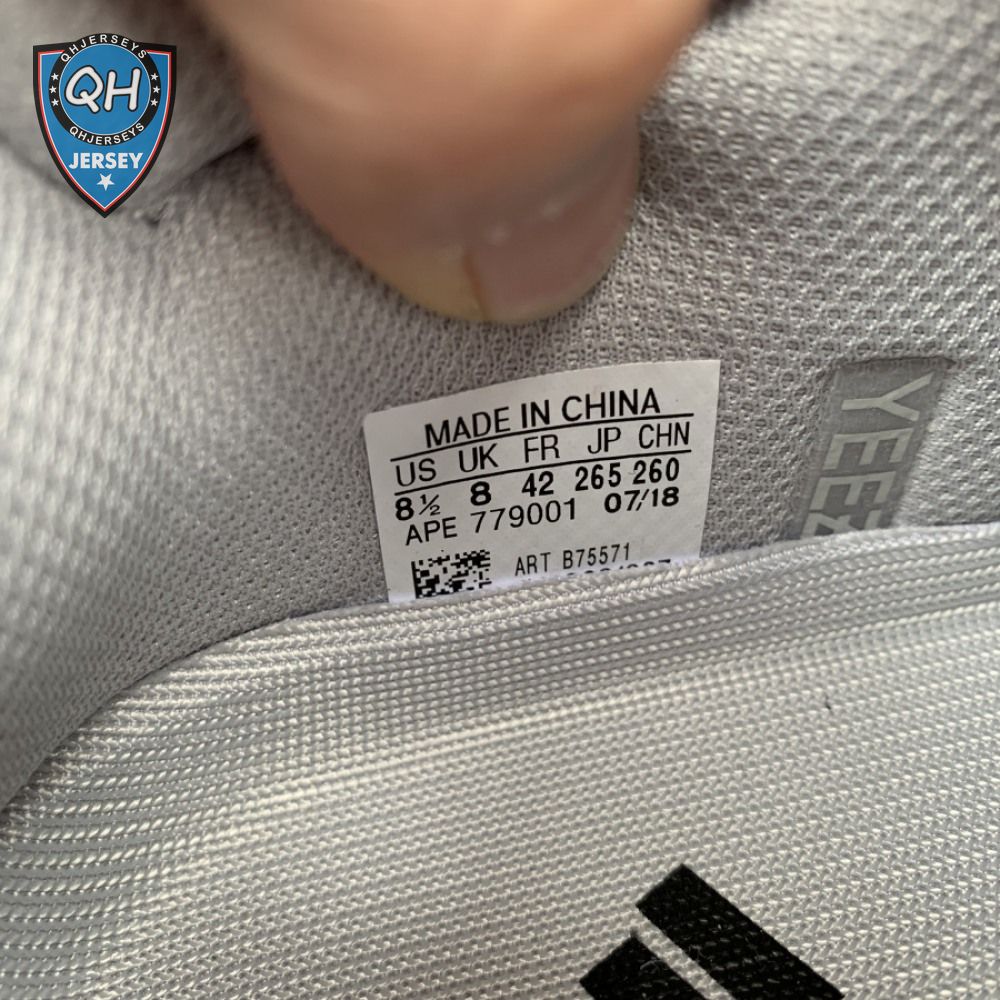 QHJERSEYS
QH
QHJERSEYS
JERSEY
MADE IN CHINA
US UK FR JP CHN
8½ 8 42 265 260
APE 779001 07/18
ART B75571